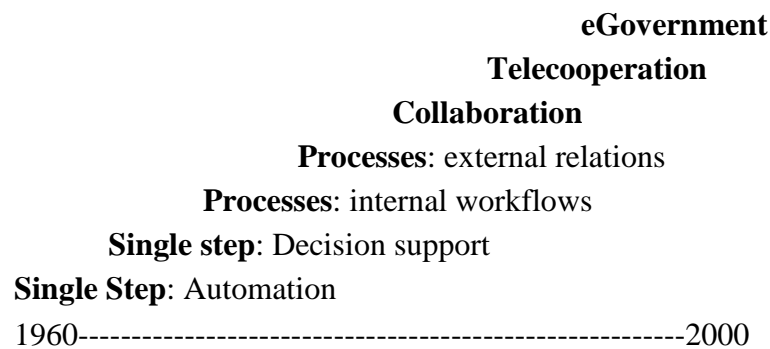 eGovernment
Telecooperation
Collaboration
Processes: external relations
Processes: internal workflows
Single step: Decision support
Single Step: Automation
1960---------------------------------------------------------2000